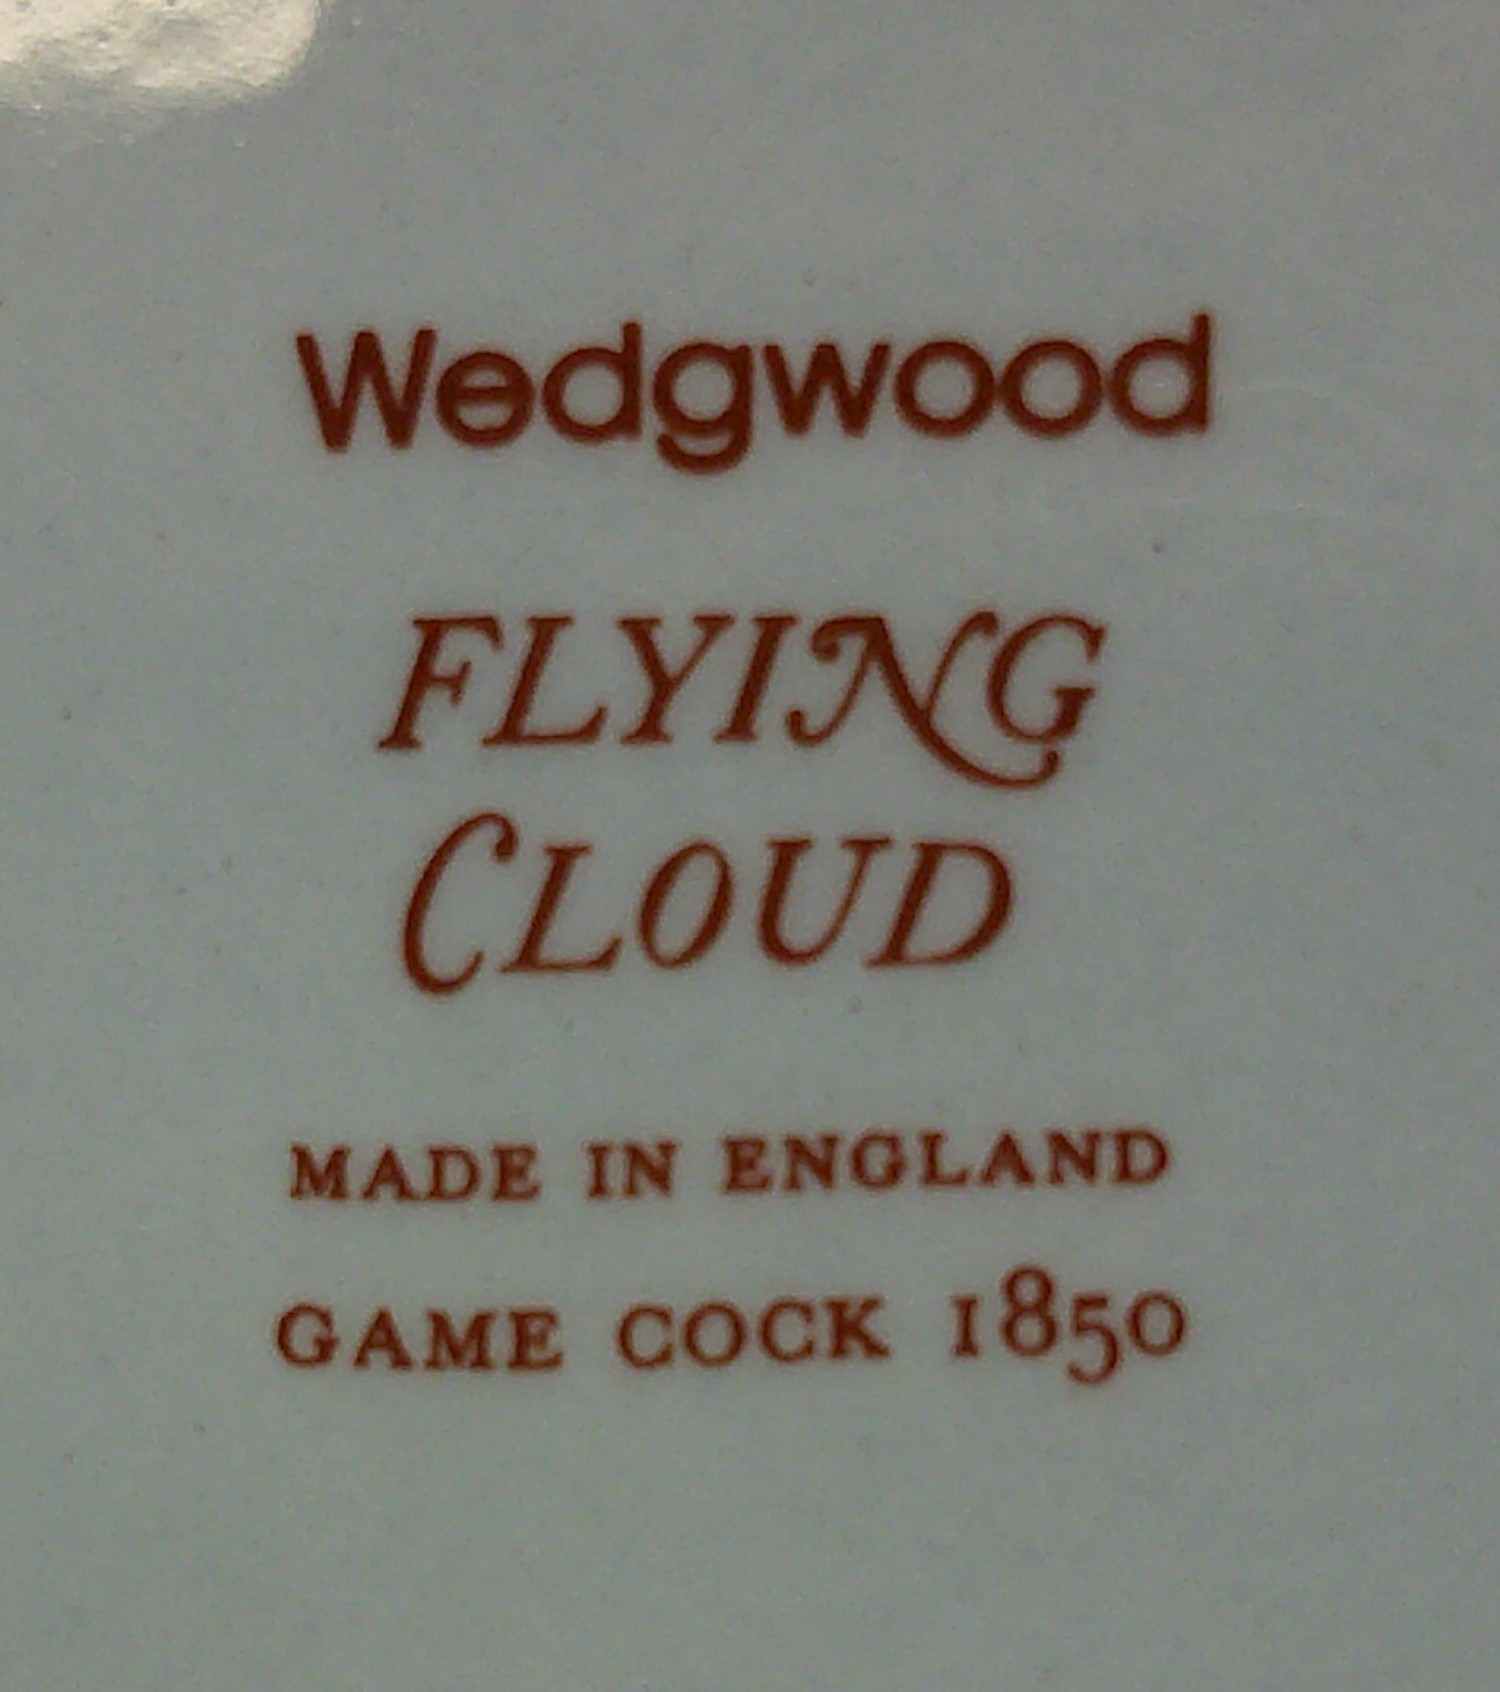 Wedgwood
FLYING
CLOUD
MADE IN ENGLAND
GAME COCK 1850